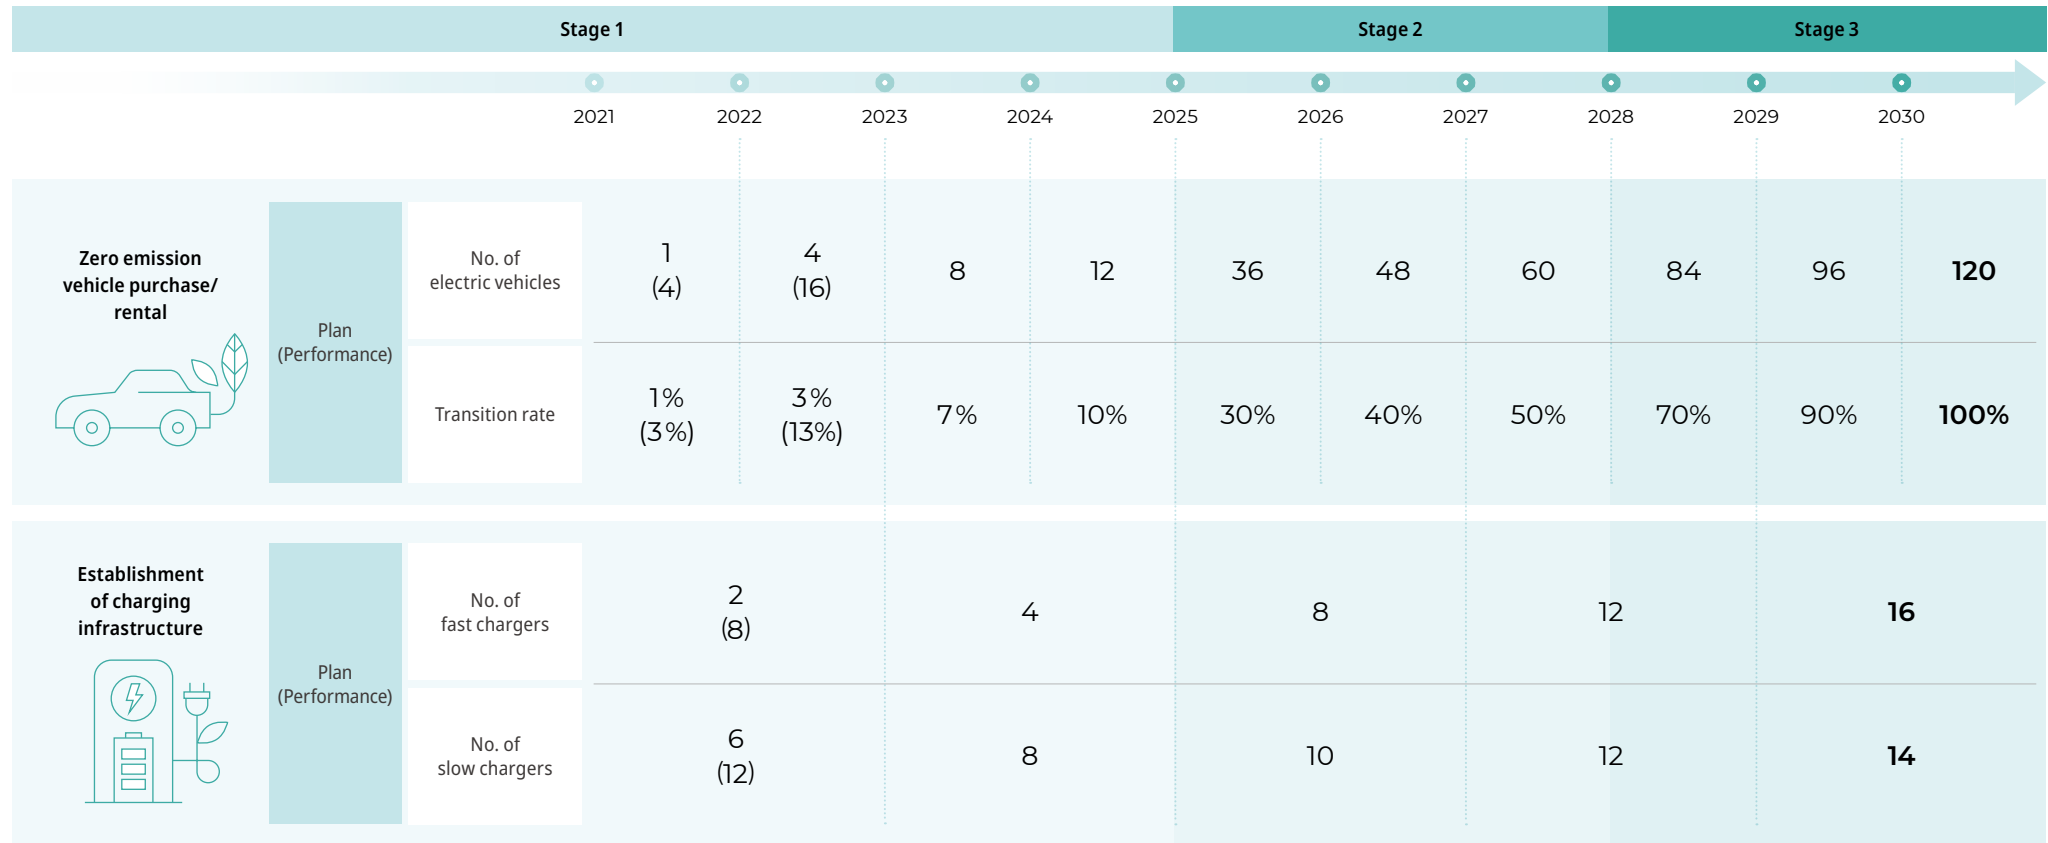 Stage 1
Stage 2
Stage 3
2021
2022
2023
2024
2025
2026
2027
2028
2029
2030
Zero emission
vehicle purchase/
rental
Plan
(Performance)
No. of
electric vehicles
1
(4)
4
(16)
8
12
36
48
60
84
96
120
Transition rate
1%
(3%)
3%
(13%)
7%
10%
30%
40%
50%
70%
90%
100%
Establishment
of charging
infrastructure
Plan
(Performance)
No. of
fast chargers
2
(8)
4
8
12
16
No. of
slow chargers
6
(12)
8
10
12
14